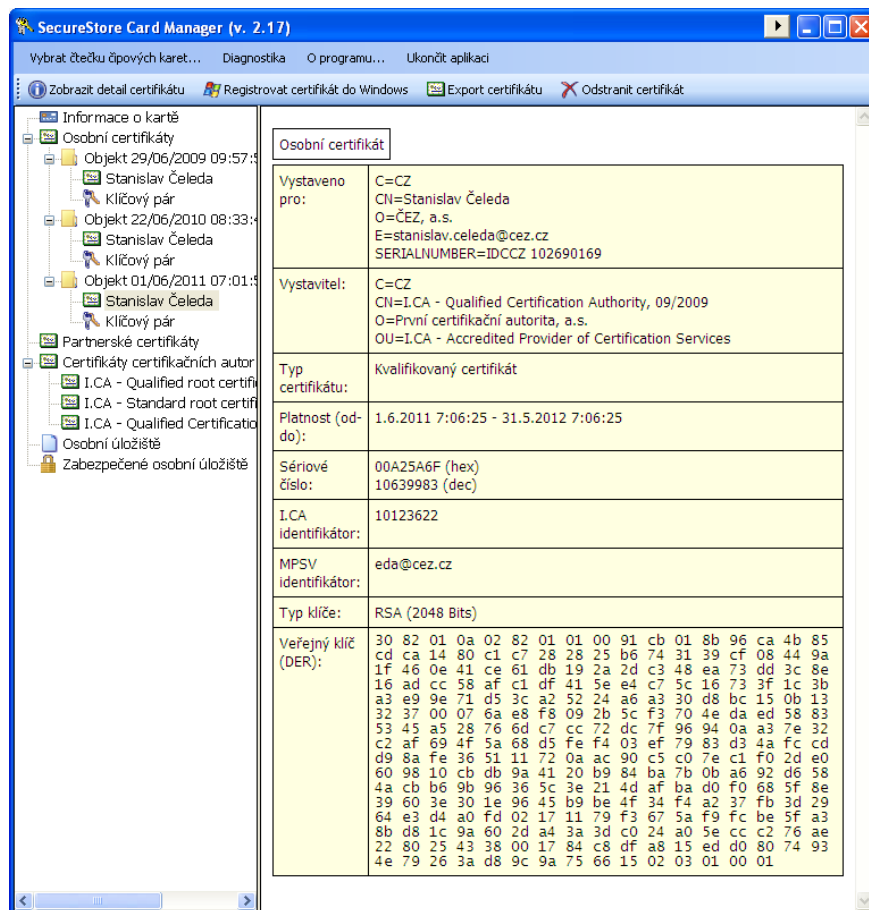 SecureStore Card Manager (v. 2.17)
Vybrat čtečku čipových karet... Diagnostika O programu... Ukončit aplikaci
Zobrazit detail certifikátu Registrovat certifikát do Windows Export certifikátu Odstranit certifikát
Informace o kartě
Osobní certifikáty
Objekt 29/06/2009 09:57:5
Stanislav Čeleda
Klíčový pár
Objekt 22/06/2010 08:33:4
Stanislav Čeleda
Klíčový pár
Objekt 01/06/2011 07:01:5
Stanislav Čeleda
Klíčový pár
Partnerské certifikáty
Certifikáty certifikačních autor
I.CA - Qualified root certifi
I.CA - Standard root certifi
I.CA - Qualified Certificatio
Osobní úložiště
Zabezpečené osobní úložiště
Osobní certifikát
Vystaveno pro:
C=CZ
CN=Stanislav Čeleda
O=ČEZ, a.s.
E=stanislav.celeda@cez.cz
SERIALNUMBER=IDCCZ 102690169
Vystavitel:
C=CZ
CN=I.CA - Qualified Certification Authority, 09/2009
O=První certifikační autorita, a.s.
OU=I.CA - Accredited Provider of Certification Services
Typ certifikátu:
Kvalifikovaný certifikát
Platnost (od-do):
1.6.2011 7:06:25 - 31.5.2012 7:06:25
Sériové číslo:
00A25A6F (hex)
10639983 (dec)
I.CA identifikátor:
10123622
MPSV identifikátor:
eda@cez.cz
Typ klíče:
RSA (2048 Bits)
Veřejný klíč (DER):
30 82 01 0a 02 82 01 01 00 91 cb 01 8b 96 ca 4b 85
cd ca 14 80 c1 c7 28 28 25 b6 74 31 39 cf 08 44 9a
1f 46 0e 41 ce 61 db 19 2a 2d c3 48 ea 73 dd 3c 8e
16 ad cc 58 af c1 df 41 5e e4 c7 5c 16 73 3f 1c 3b
a3 e9 9e 71 d5 3c a2 52 24 a6 a3 30 d8 bc 15 0b 13
32 37 00 07 6a e8 f8 09 2b 5c f3 70 4e da ed 58 83
53 45 a5 28 76 6d c7 cc 72 dc 7f 96 94 0a a3 7e 32
c2 af 69 4f 5a 68 d5 fe f4 03 ef 79 83 d3 4a fc cd
d9 8a fe 36 51 11 72 0a ac 90 c5 c0 7e c1 f0 2d e0
60 98 10 cb db 9a 41 20 b9 84 ba 7b 0b a6 92 d6 58
4a cb b6 9b 96 36 5c 3e 21 4d af ba d0 f0 68 5f 8e
39 60 3e 30 1e 96 45 b9 be 4f 34 f4 a2 37 fb 3d 29
64 e3 d4 a0 fd 02 17 11 79 f3 67 5a f9 fc be 5f a3
8b d8 1c 9a 60 2d a4 3a 3d c0 24 a0 5e cc c2 76 ae
22 80 25 43 38 00 17 84 c8 df a8 15 ed d0 80 74 93
4e 79 26 3a d8 9c 9a 75 66 15 02 03 01 00 01